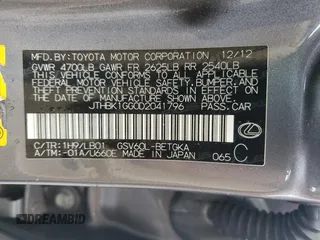 MFD.BY:TOYOTA MOTOR CORPORATION 12/12
GVWR 4700LB GAWR FR 2625LB RR 2540LB
THIS VEHICLE CONFORMS TO ALL APPLICABLE
FEDERAL MOTOR VEHICLE SAFETY, BUMPER, AND
THEFT PREVENTION STANDARDS IN EFFECT ON
THE DATE OF MANUFACTURE SHOWN ABOVE.
JTHBK1GG0D2041796 PASS.CAR
C/TR:1H9/LB01 GSV60L-BETGKA
A/TM:-01A/U660E MADE IN JAPAN 065 C
DREAMBID